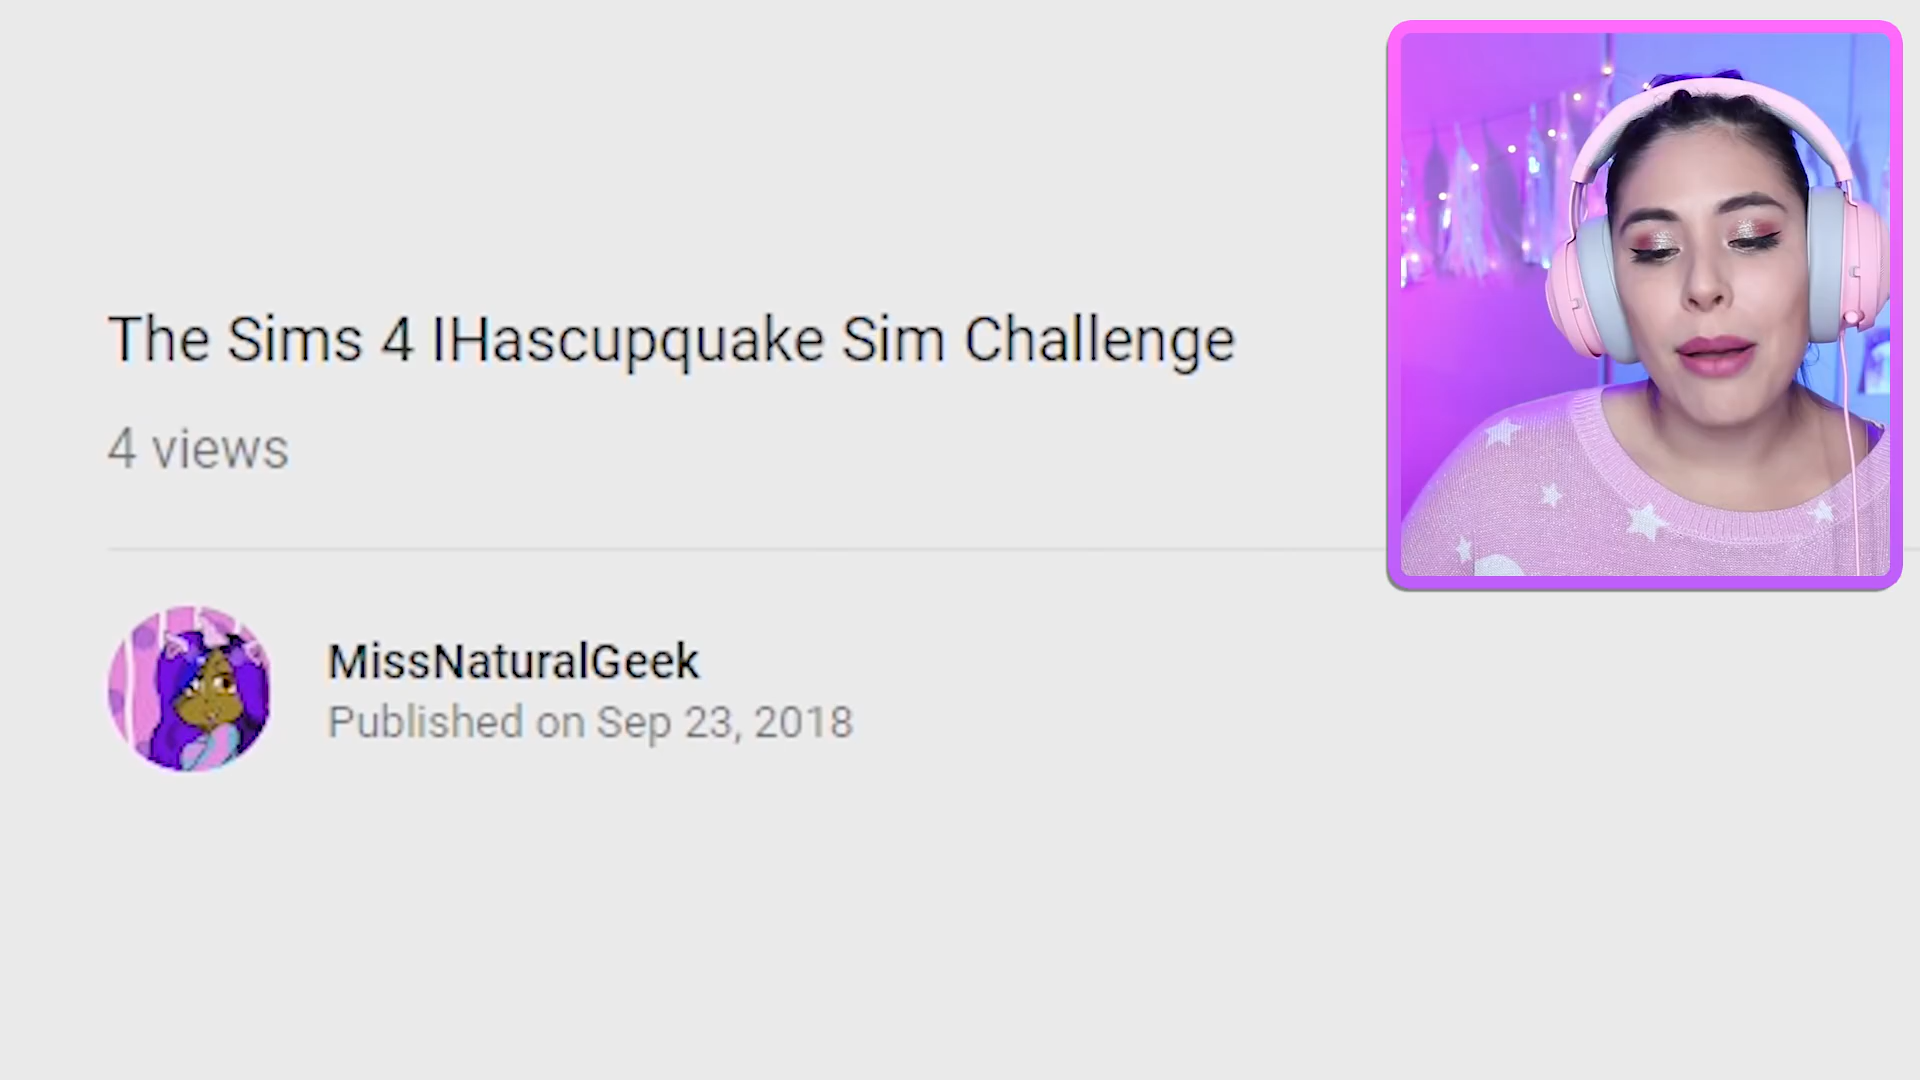 The Sims 4 IHascupquake Sim Challenge
4 views
MissNaturalGeek
Published on Sep 23, 2018